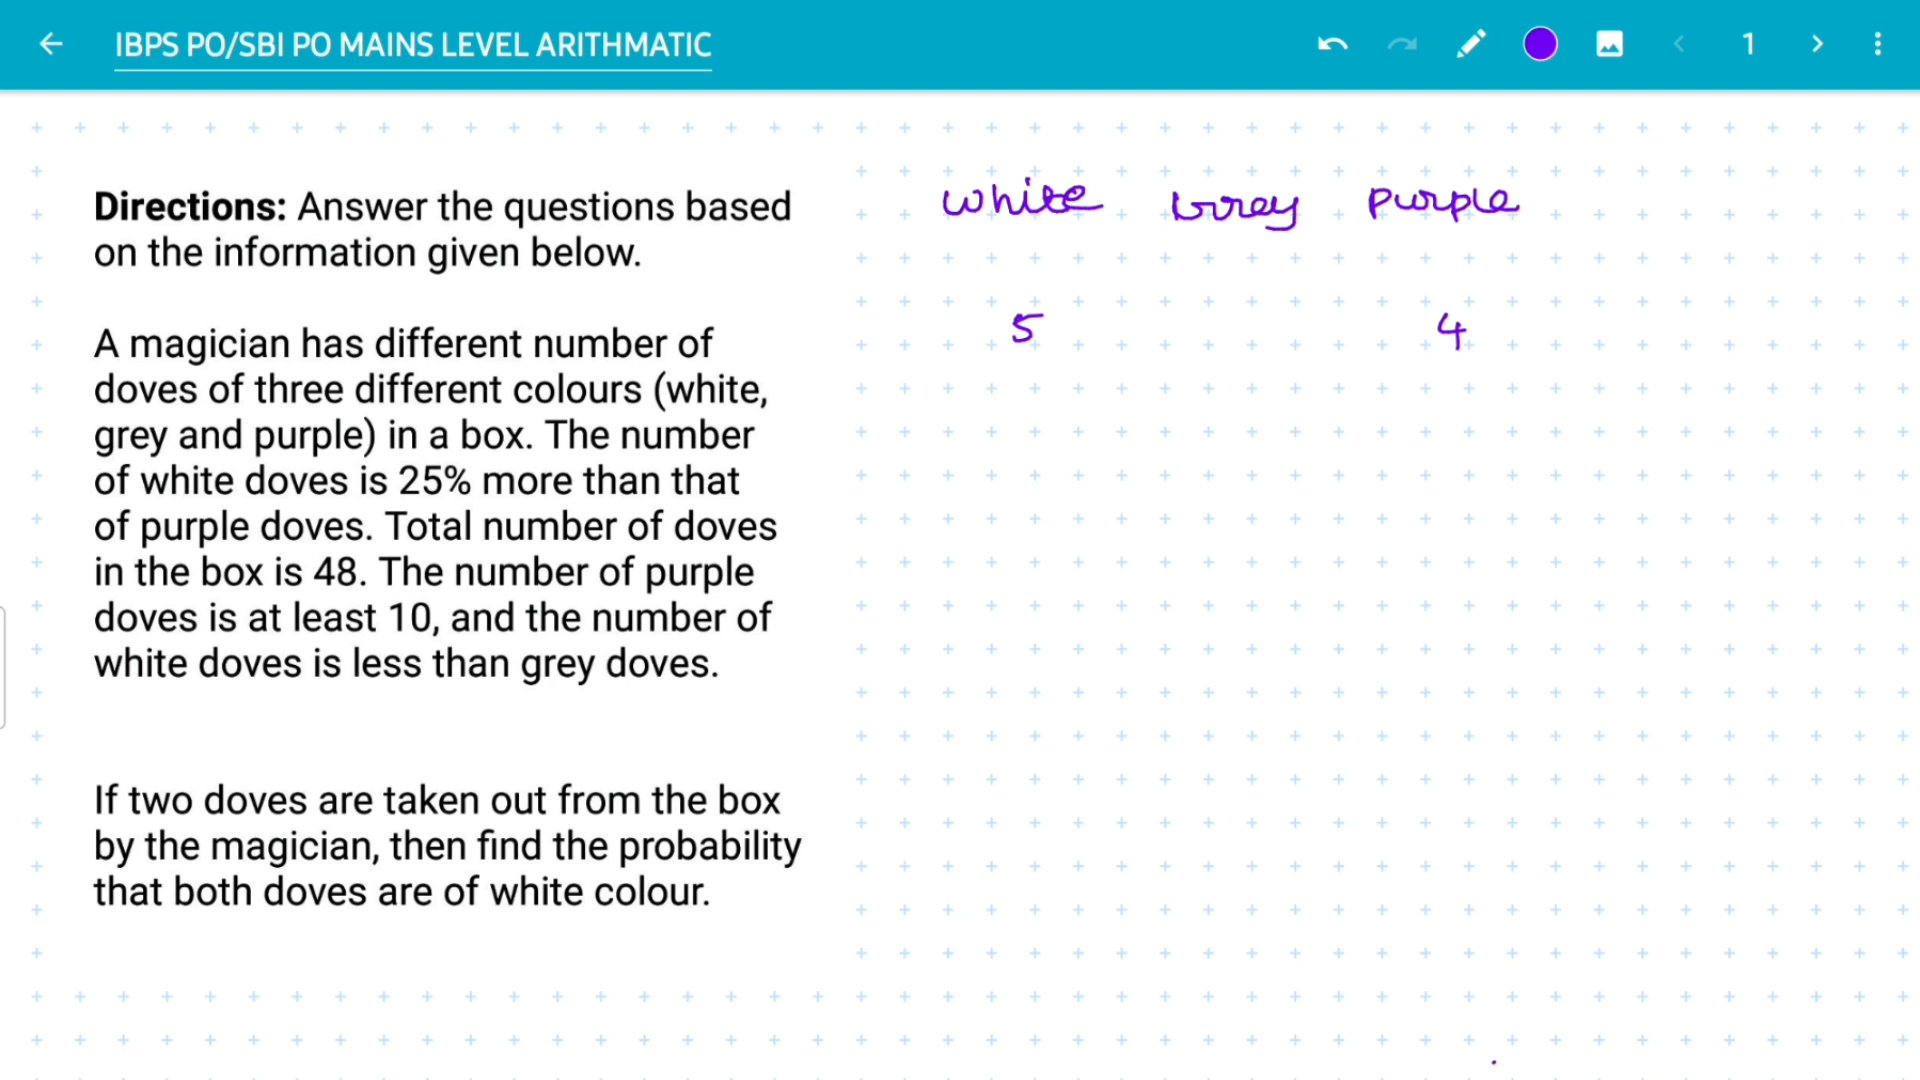 IBPS PO/SBI PO MAINS LEVEL ARITHMATIC
1
Directions: Answer the questions based
on the information given below.
A magician has different number of
doves of three different colours (white,
grey and purple) in a box. The number
of white doves is 25% more than that
of purple doves. Total number of doves
in the box is 48. The number of purple
doves is at least 10, and the number of
white doves is less than grey doves.
If two doves are taken out from the box
by the magician, then find the probability
that both doves are of white colour.
white Grey purple
5 4